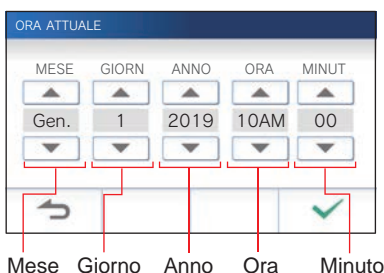 ORA ATTUALE
MESE GIORN ANNO ORA MINUT
Gen. 1 2019 10AM 00
Mese Giorno Anno Ora Minuto